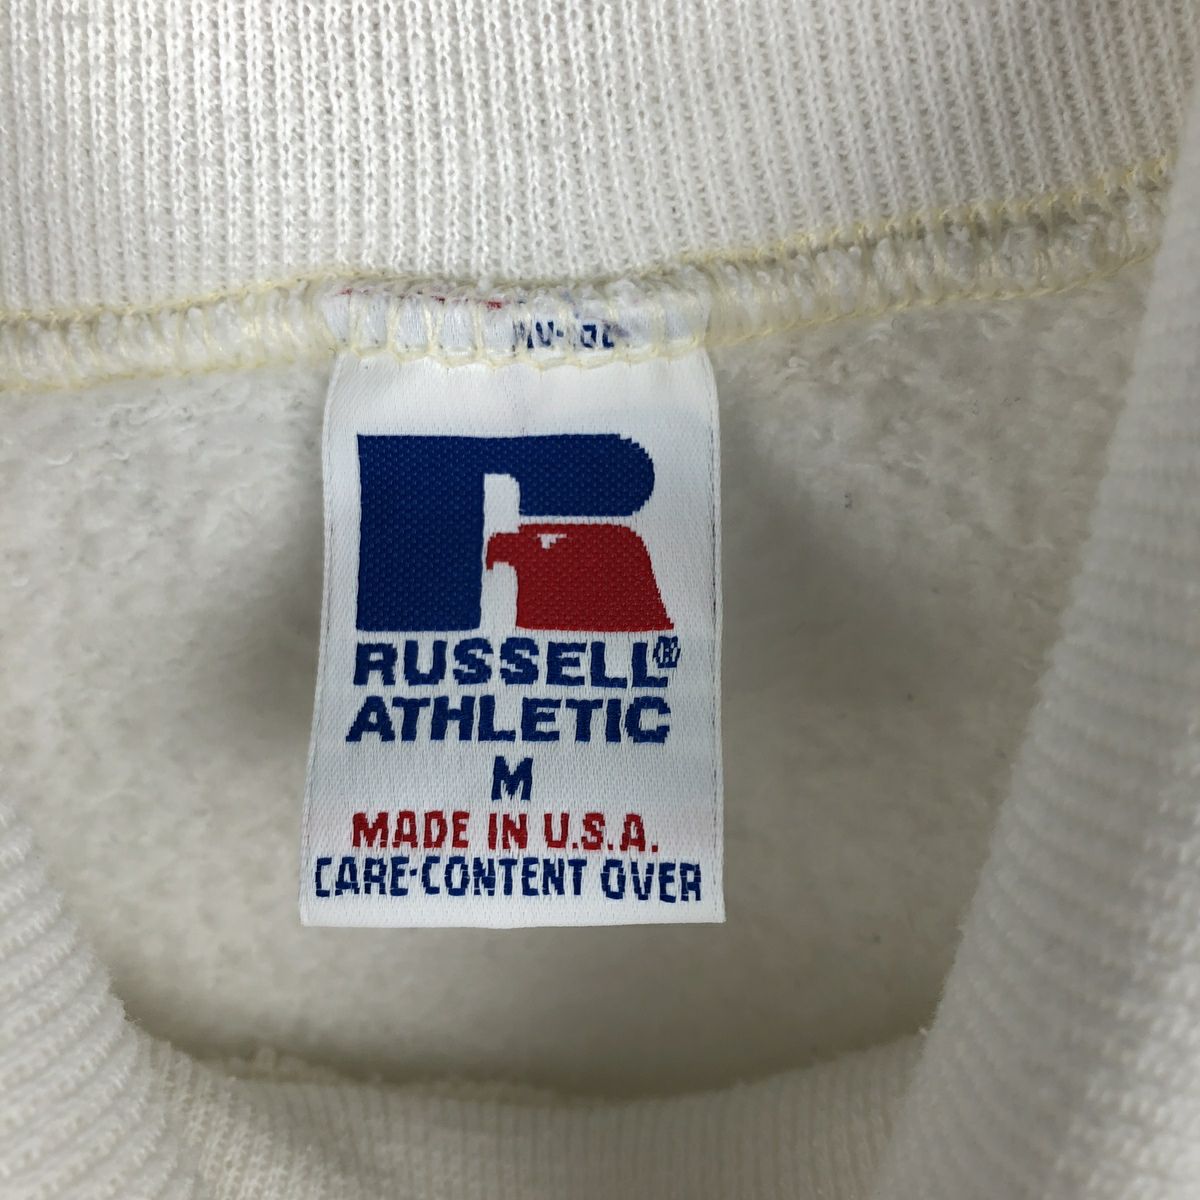 RUSSELL®
ATHLETIC
M
MADE IN U.S.A.
CARE-CONTENT OVER